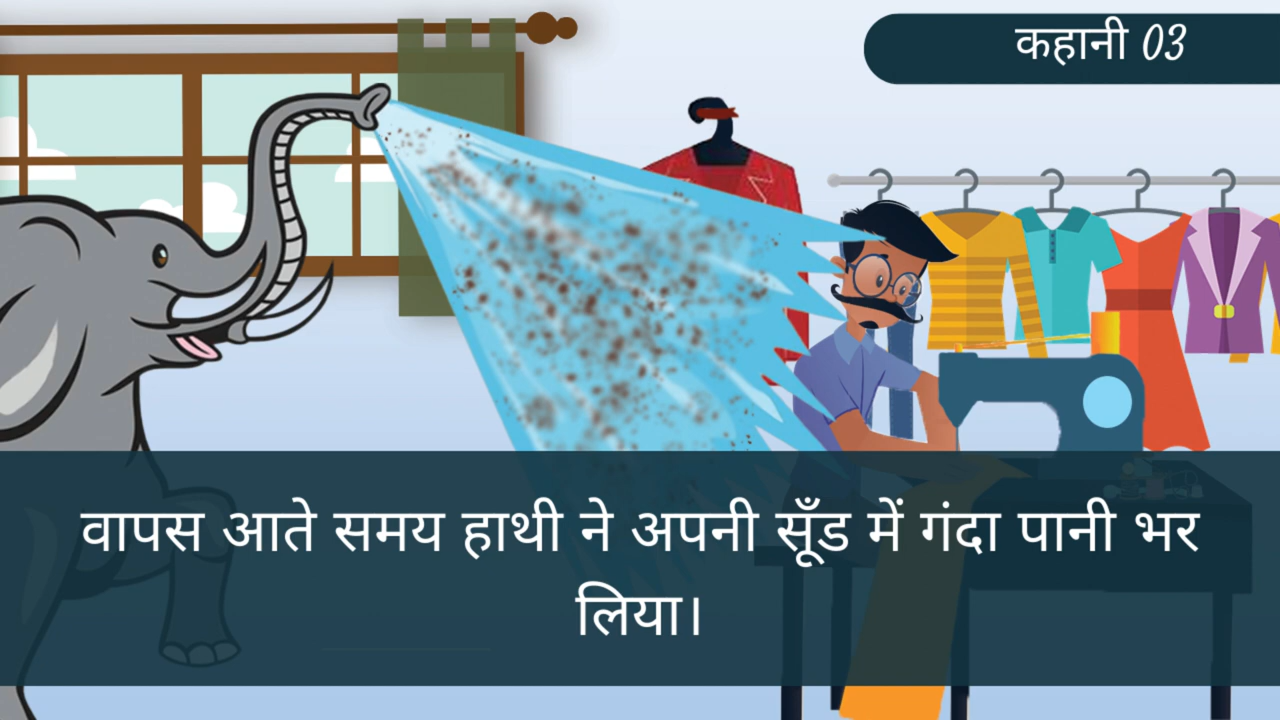 कहानी 03
वापस आते समय हाथी ने अपनी सूँड में गंदा पानी भर
लिया।